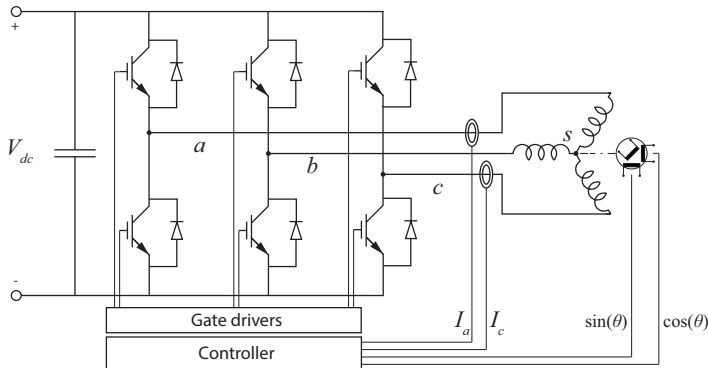 +
a
s
V_dc
b
c
-
Gate drivers
I_a
I_c
sin(θ)
cos(θ)
Controller